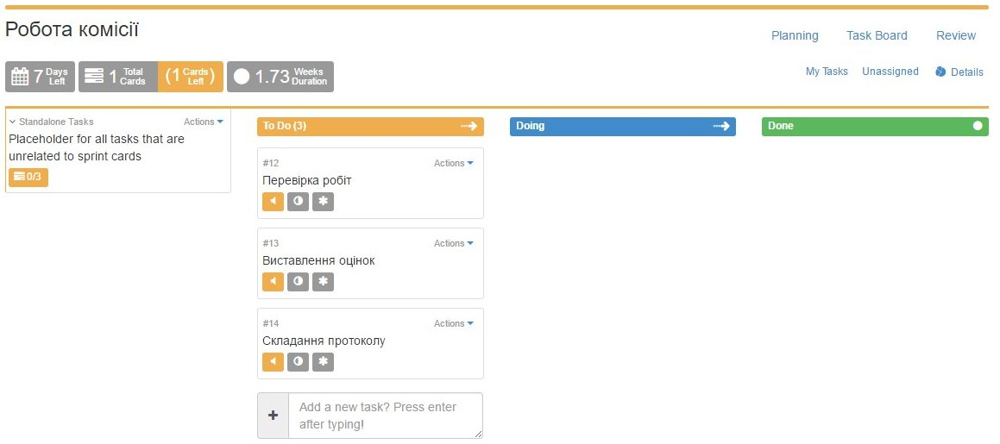 Робота комісії
Planning Task Board Review
7 Days Left
1 Total Cards
(1 Cards Left)
1.73 Weeks Duration
My Tasks Unassigned Details
Standalone Tasks Actions
Placeholder for all tasks that are
unrelated to sprint cards
0/3
To Do (3)
#12 Actions
Перевірка робіт
#13 Actions
Виставлення оцінок
#14 Actions
Складання протоколу
+ Add a new task? Press enter
after typing!
Doing
Done